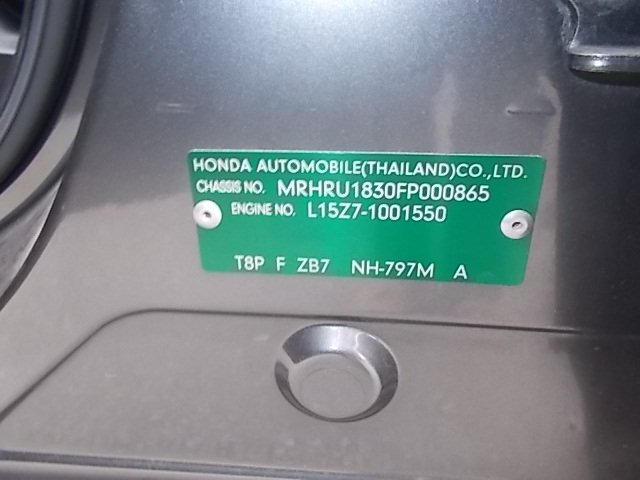 HONDA AUTOMOBILE(THAILAND)CO.,LTD.
CHASSIS NO. MRHRU1830FP000865
ENGINE NO. L15Z7-1001550
T8P F ZB7 NH-797M A